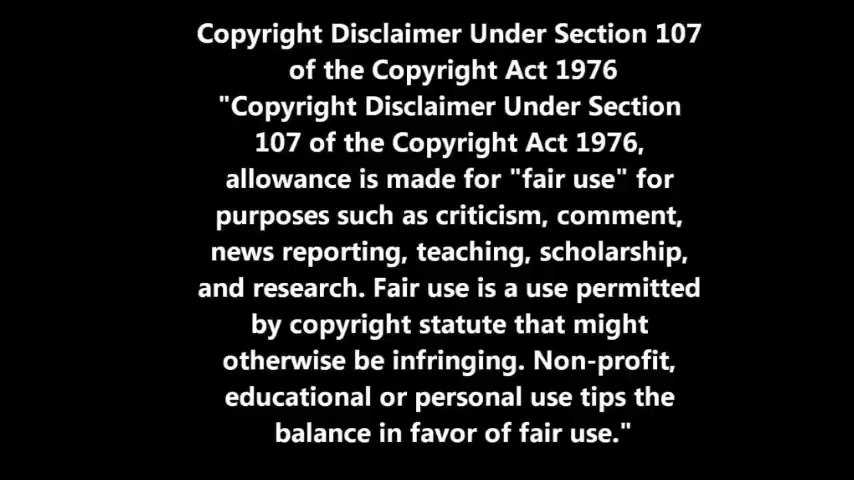 Copyright Disclaimer Under Section 107
of the Copyright Act 1976
"Copyright Disclaimer Under Section
107 of the Copyright Act 1976,
allowance is made for "fair use" for
purposes such as criticism, comment,
news reporting, teaching, scholarship,
and research. Fair use is a use permitted
by copyright statute that might
otherwise be infringing. Non-profit,
educational or personal use tips the
balance in favor of fair use."